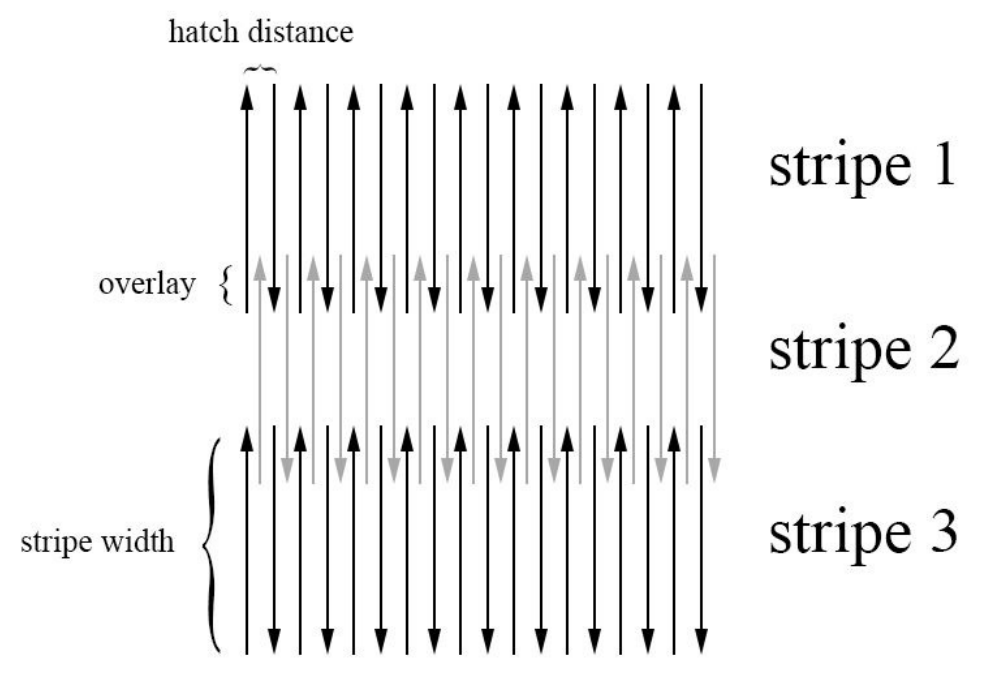 hatch distance
stripe 1
overlay
stripe 2
stripe width
stripe 3